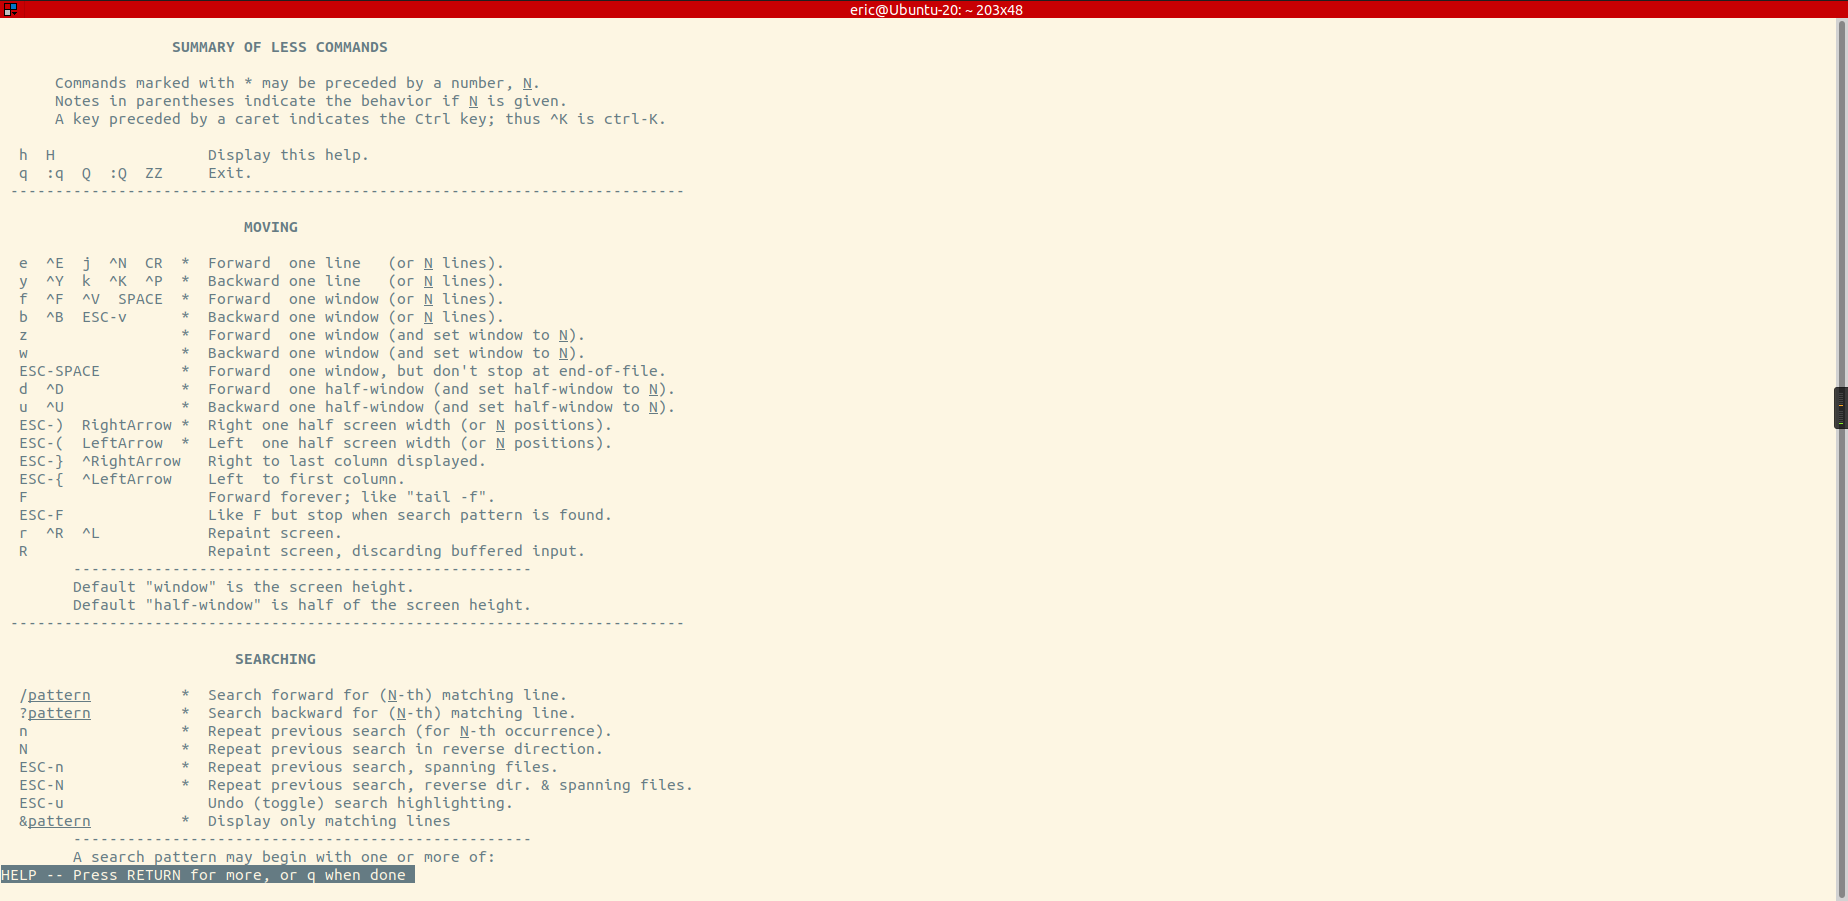 eric@Ubuntu-20: ~ 203x48
SUMMARY OF LESS COMMANDS
Commands marked with * may be preceded by a number, N.
Notes in parentheses indicate the behavior if N is given.
A key preceded by a caret indicates the Ctrl key; thus ^K is ctrl-K.
h  H                 Display this help.
q  :q  Q  :Q  ZZ     Exit.
---------------------------------------------------------------------------
MOVING
e  ^E  j  ^N  CR  *  Forward  one line   (or N lines).
y  ^Y  k  ^K  ^P  *  Backward one line   (or N lines).
f  ^F  ^V  SPACE  *  Forward  one window (or N lines).
b  ^B  ESC-v      *  Backward one window (or N lines).
z                 *  Forward  one window (and set window to N).
w                 *  Backward one window (and set window to N).
ESC-SPACE         *  Forward  one window, but don't stop at end-of-file.
d  ^D             *  Forward  one half-window (and set half-window to N).
u  ^U             *  Backward one half-window (and set half-window to N).
ESC-)  RightArrow *  Right one half screen width (or N positions).
ESC-(  LeftArrow  *  Left  one half screen width (or N positions).
ESC-}  ^RightArrow   Right to last column displayed.
ESC-{  ^LeftArrow    Left  to first column.
F                    Forward forever; like "tail -f".
ESC-F                Like F but stop when search pattern is found.
r  ^R  ^L            Repaint screen.
R                    Repaint screen, discarding buffered input.
---------------------------------------------------
Default "window" is the screen height.
Default "half-window" is half of the screen height.
---------------------------------------------------------------------------
SEARCHING
/pattern          *  Search forward for (N-th) matching line.
?pattern          *  Search backward for (N-th) matching line.
n                 *  Repeat previous search (for N-th occurrence).
N                 *  Repeat previous search in reverse direction.
ESC-n             *  Repeat previous search, spanning files.
ESC-N             *  Repeat previous search, reverse dir. & spanning files.
ESC-u                Undo (toggle) search highlighting.
&pattern          *  Display only matching lines
---------------------------------------------------
A search pattern may begin with one or more of:
HELP -- Press RETURN for more, or q when done